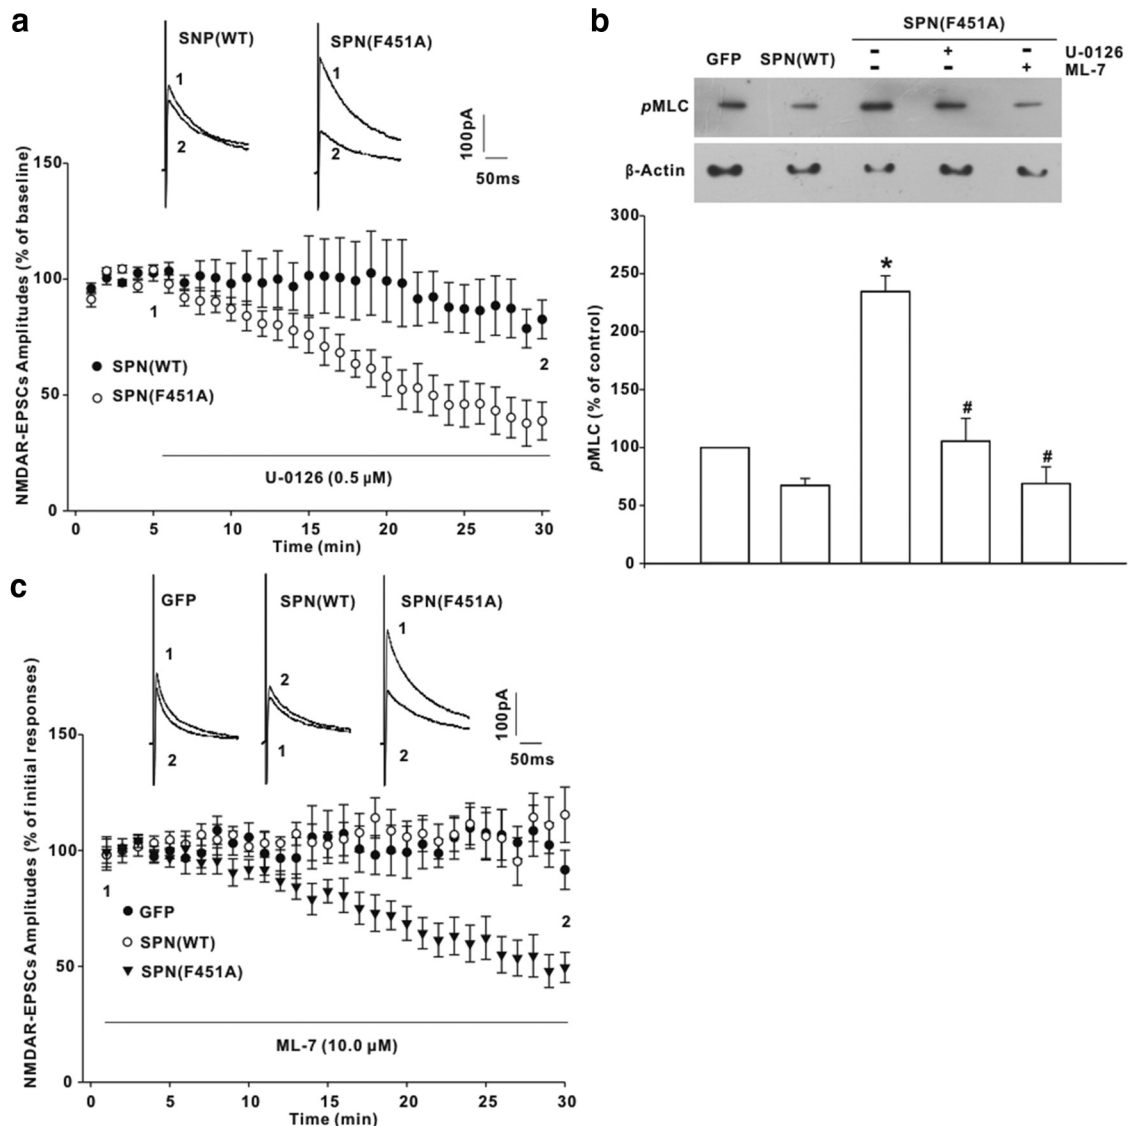 a
SNP(WT)
SPN(F451A)
1
2
1
2
100pA
50ms
NMDAR-EPSCs Amplitudes (% of baseline)
150
100
50
0
1
2
SPN(WT)
SPN(F451A)
U-0126 (0.5 µM)
0 5 10 15 20 25 30
Time (min)
b
SPN(F451A)
GFP SPN(WT) - + - U-0126
- - + ML-7
pMLC
β-Actin
pMLC (% of control)
300
250
200
150
100
50
0
*
#
#
c
GFP
SPN(WT)
SPN(F451A)
1
2
2
1
1
2
100pA
50ms
NMDAR-EPSCs Amplitudes (% of initial responses)
150
100
50
0
1
2
GFP
SPN(WT)
SPN(F451A)
ML-7 (10.0 µM)
0 5 10 15 20 25 30
Time (min)